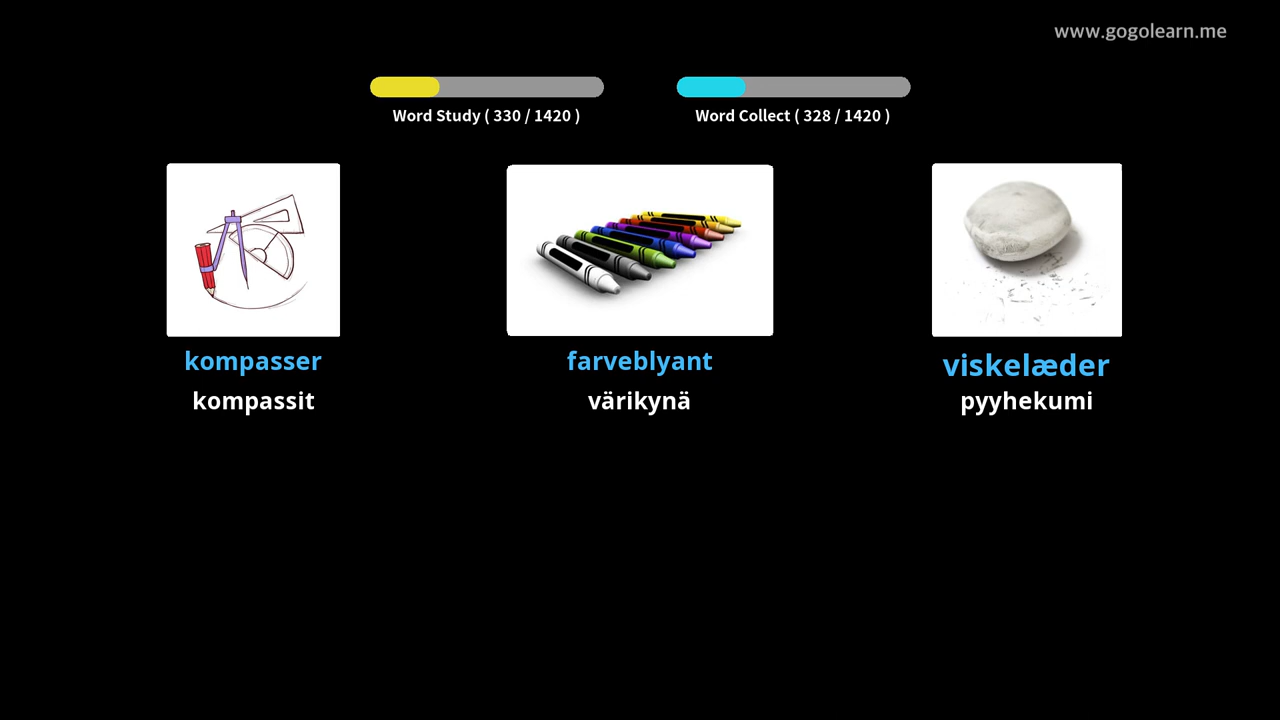 www.gogolearn.me
Word Study ( 330 / 1420 )
Word Collect ( 328 / 1420 )
kompasser
kompassit
farveblyant
värikynä
viskelæder
pyyhekumi